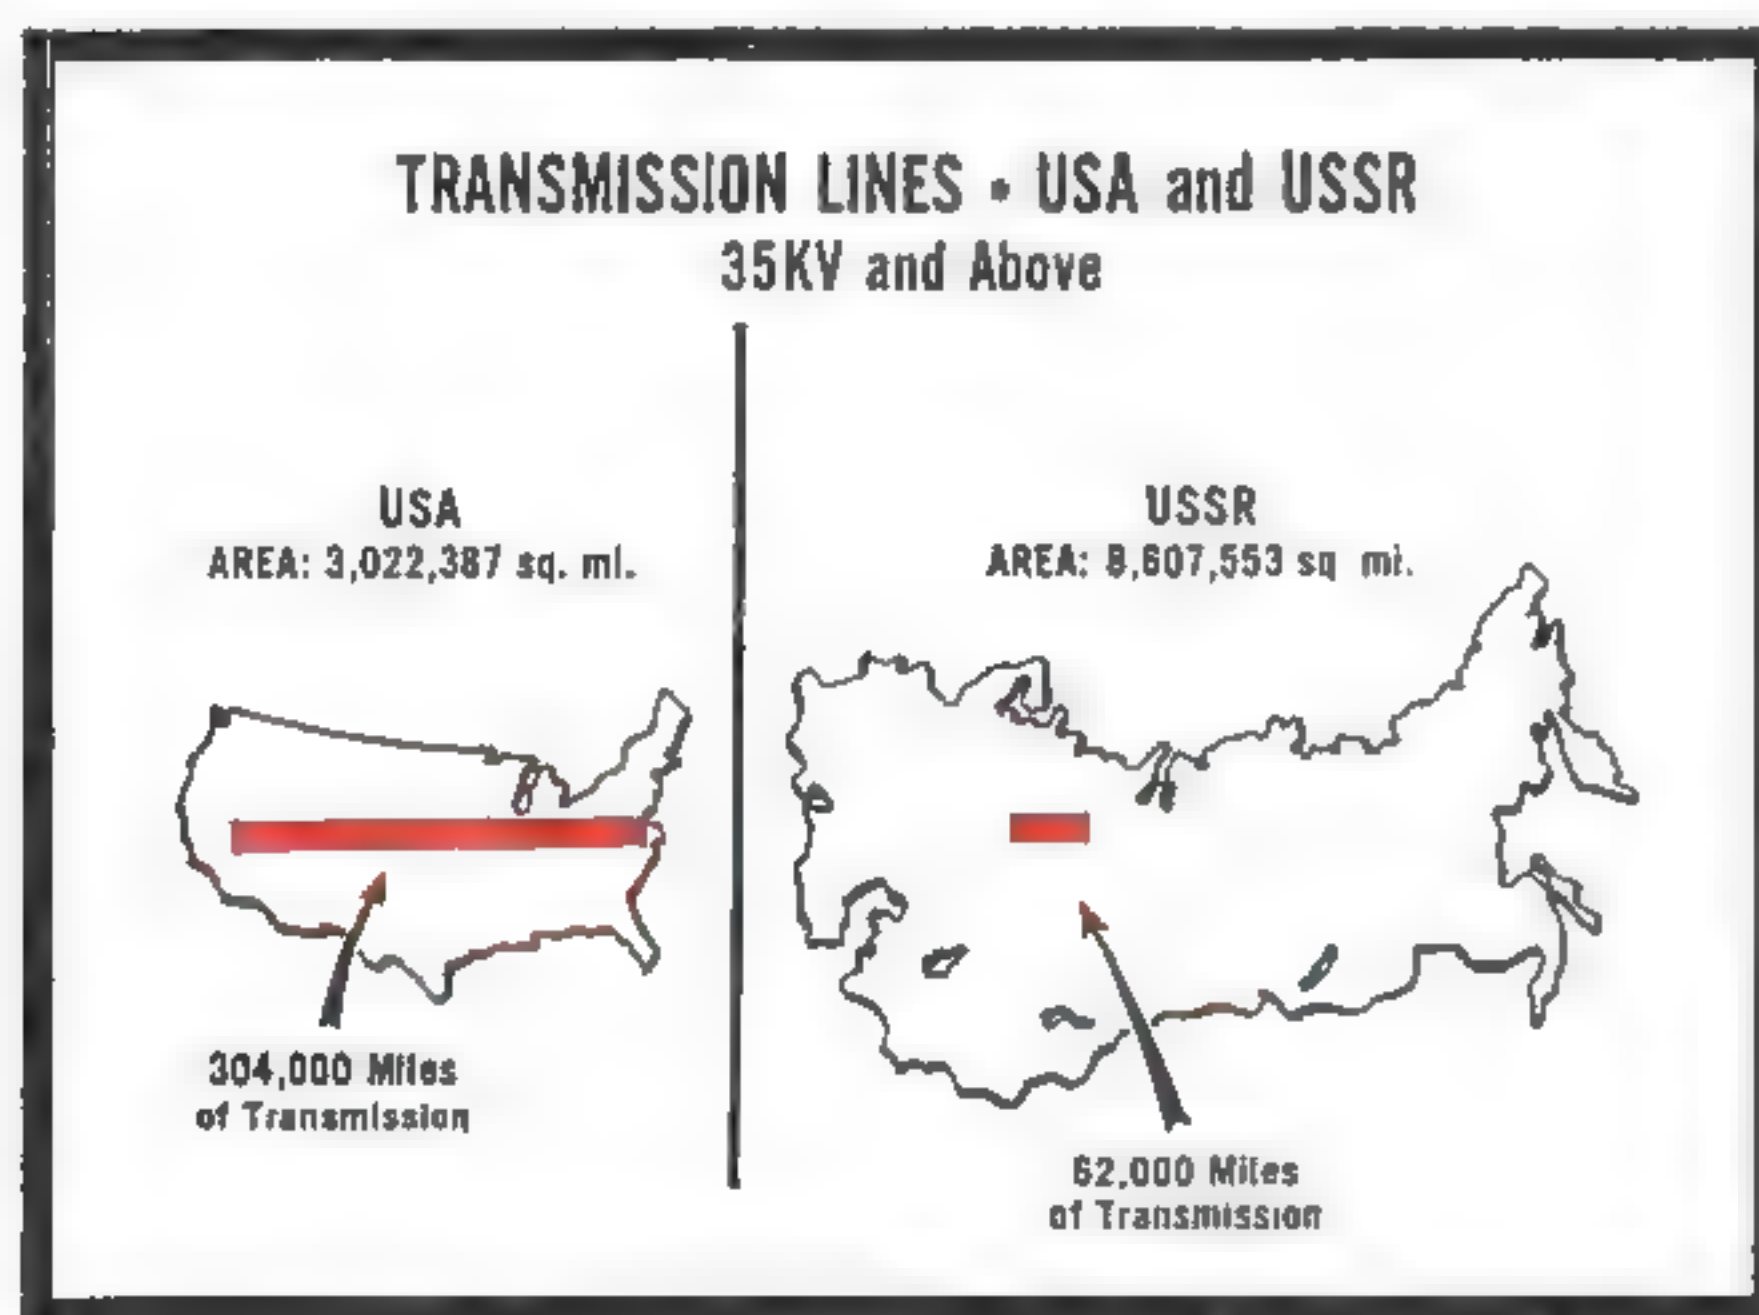 TRANSMISSION LINES • USA and USSR
35KV and Above
USA
AREA: 3,022,387 sq. mi.
304,000 Miles
of Transmission
USSR
AREA: 8,607,553 sq mi.
62,000 Miles
of Transmission